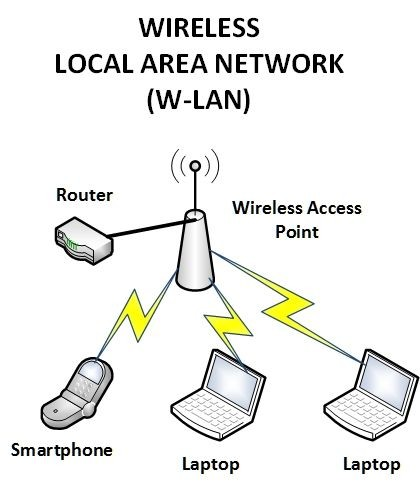 WIRELESS
LOCAL AREA NETWORK
(W-LAN)
Router
Wireless Access
Point
Smartphone
Laptop
Laptop